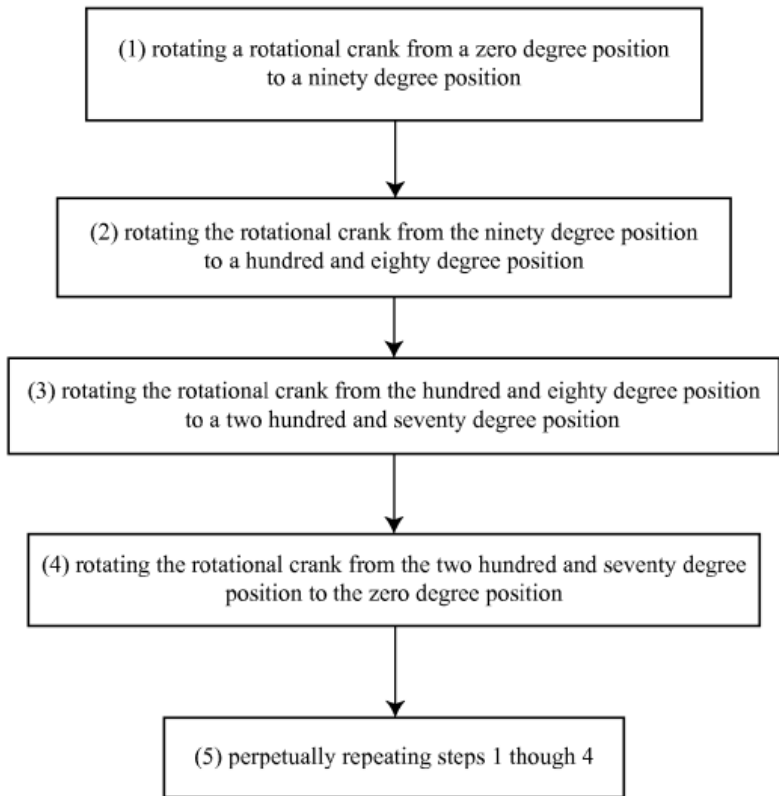 (1) rotating a rotational crank from a zero degree position
to a ninety degree position
(2) rotating the rotational crank from the ninety degree position
to a hundred and eighty degree position
(3) rotating the rotational crank from the hundred and eighty degree position
to a two hundred and seventy degree position
(4) rotating the rotational crank from the two hundred and seventy degree
position to the zero degree position
(5) perpetually repeating steps 1 though 4